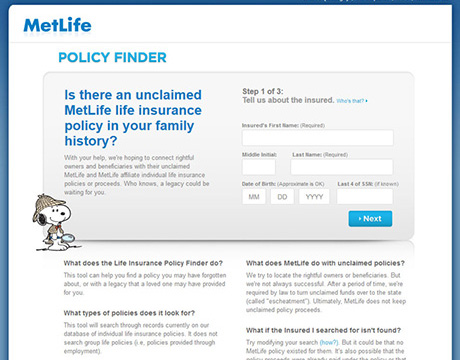 MetLife
POLICY FINDER
Is there an unclaimed
MetLife life insurance
policy in your family
history?
With your help, we're hoping to connect rightful
owners and beneficiaries with their unclaimed
MetLife and MetLife affiliate individual life insurance
policies or proceeds. Who knows, a legacy could
be waiting for you.
Step 1 of 3:
Tell us about the insured. Who's that?
Insured's First Name: (Required)
Middle Initial: Last Name: (Required)
Date of Birth: (Approximate is OK) Last 4 of SSN: (if known)
MM DD YYYY
Next
What does the Life Insurance Policy Finder do?
This tool can help you find a policy you may have forgotten
about, or with a legacy that a loved one may have provided
for you.
What types of policies does it look for?
This tool will search through records currently on our
database of individual life insurance policies. It does not
search group life policies (i.e. policies provided through
employment)
What does MetLife do with unclaimed policies?
We try to locate the rightful owners or beneficiaries. But
we're not always successful. After a period of time, we're
required by law to turn unclaimed funds over to the state
(called "escheatment"). Ultimately, MetLife does not keep
unclaimed policy proceeds.
What if the Insured I searched for isn't found?
Try modifying your search (how?). But it could be that no
MetLife policy existed for them. It's also possible that the
policy proceeds were already paid under the policy or that